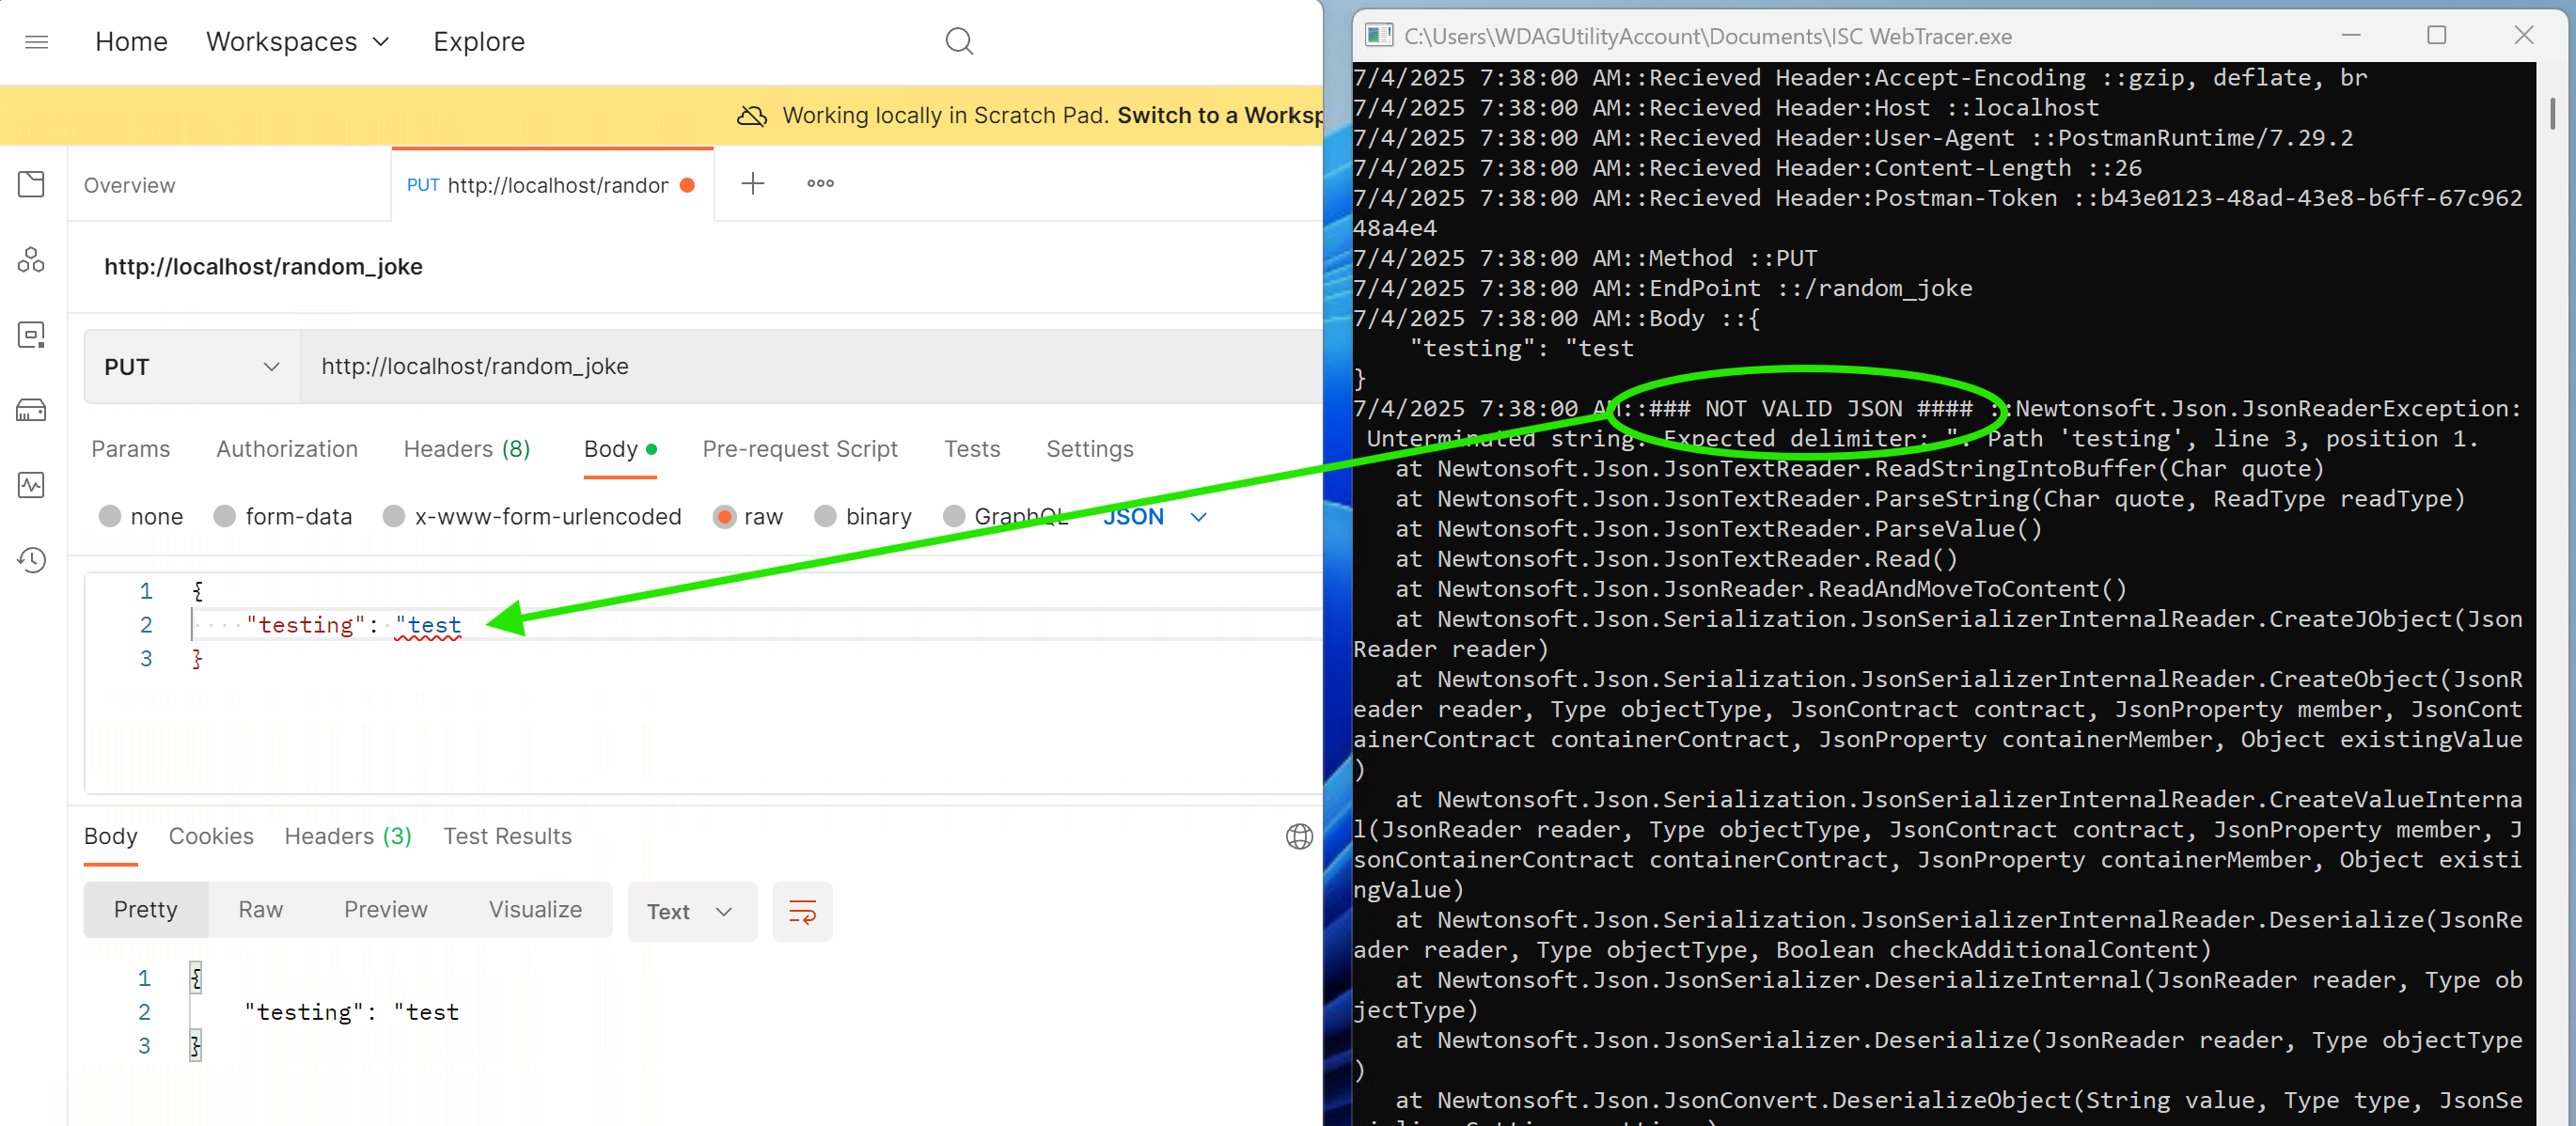 Home Workspaces Explore
Working locally in Scratch Pad. Switch to a Worksp
Overview
PUT http://localhost/randor
http://localhost/random_joke
PUT http://localhost/random_joke
Params Authorization Headers (8) Body Pre-request Script Tests Settings
none form-data x-www-form-urlencoded raw binary GraphQL JSON
1 {
2 "testing": "test
3 }
Body Cookies Headers (3) Test Results
Pretty Raw Preview Visualize Text
1 {
2 "testing": "test
3 }
C:\Users\WDAGUtilityAccount\Documents\ISC WebTracer.exe
7/4/2025 7:38:00 AM::Recieved Header:Accept-Encoding ::gzip, deflate, br
7/4/2025 7:38:00 AM::Recieved Header:Host ::localhost
7/4/2025 7:38:00 AM::Recieved Header:User-Agent ::PostmanRuntime/7.29.2
7/4/2025 7:38:00 AM::Recieved Header:Content-Length ::26
7/4/2025 7:38:00 AM::Recieved Header:Postman-Token ::b43e0123-48ad-43e8-b6ff-67c962
48a4e4
7/4/2025 7:38:00 AM::Method ::PUT
7/4/2025 7:38:00 AM::EndPoint ::/random_joke
7/4/2025 7:38:00 AM::Body ::{
"testing": "test
}
7/4/2025 7:38:00 AM::### NOT VALID JSON #### ::Newtonsoft.Json.JsonReaderException:
Unterminated string. Expected delimiter: ". Path 'testing', line 3, position 1.
at Newtonsoft.Json.JsonTextReader.ReadStringIntoBuffer(Char quote)
at Newtonsoft.Json.JsonTextReader.ParseString(Char quote, ReadType readType)
at Newtonsoft.Json.JsonTextReader.ParseValue()
at Newtonsoft.Json.JsonTextReader.Read()
at Newtonsoft.Json.JsonReader.ReadAndMoveToContent()
at Newtonsoft.Json.Serialization.JsonSerializerInternalReader.CreateJObject(Json
Reader reader)
at Newtonsoft.Json.Serialization.JsonSerializerInternalReader.CreateObject(JsonR
eader reader, Type objectType, JsonContract contract, JsonProperty member, JsonCont
ainerContract containerContract, JsonProperty containerMember, Object existingValue
)
at Newtonsoft.Json.Serialization.JsonSerializerInternalReader.CreateValueInterna
l(JsonReader reader, Type objectType, JsonContract contract, JsonProperty member, J
sonContainerContract containerContract, JsonProperty containerMember, Object existi
ngValue)
at Newtonsoft.Json.Serialization.JsonSerializerInternalReader.Deserialize(JsonRe
ader reader, Type objectType, Boolean checkAdditionalContent)
at Newtonsoft.Json.JsonSerializer.DeserializeInternal(JsonReader reader, Type ob
jectType)
at Newtonsoft.Json.JsonSerializer.Deserialize(JsonReader reader, Type objectType
)
at Newtonsoft.Json.JsonConvert.DeserializeObject(String value, Type type, JsonSe